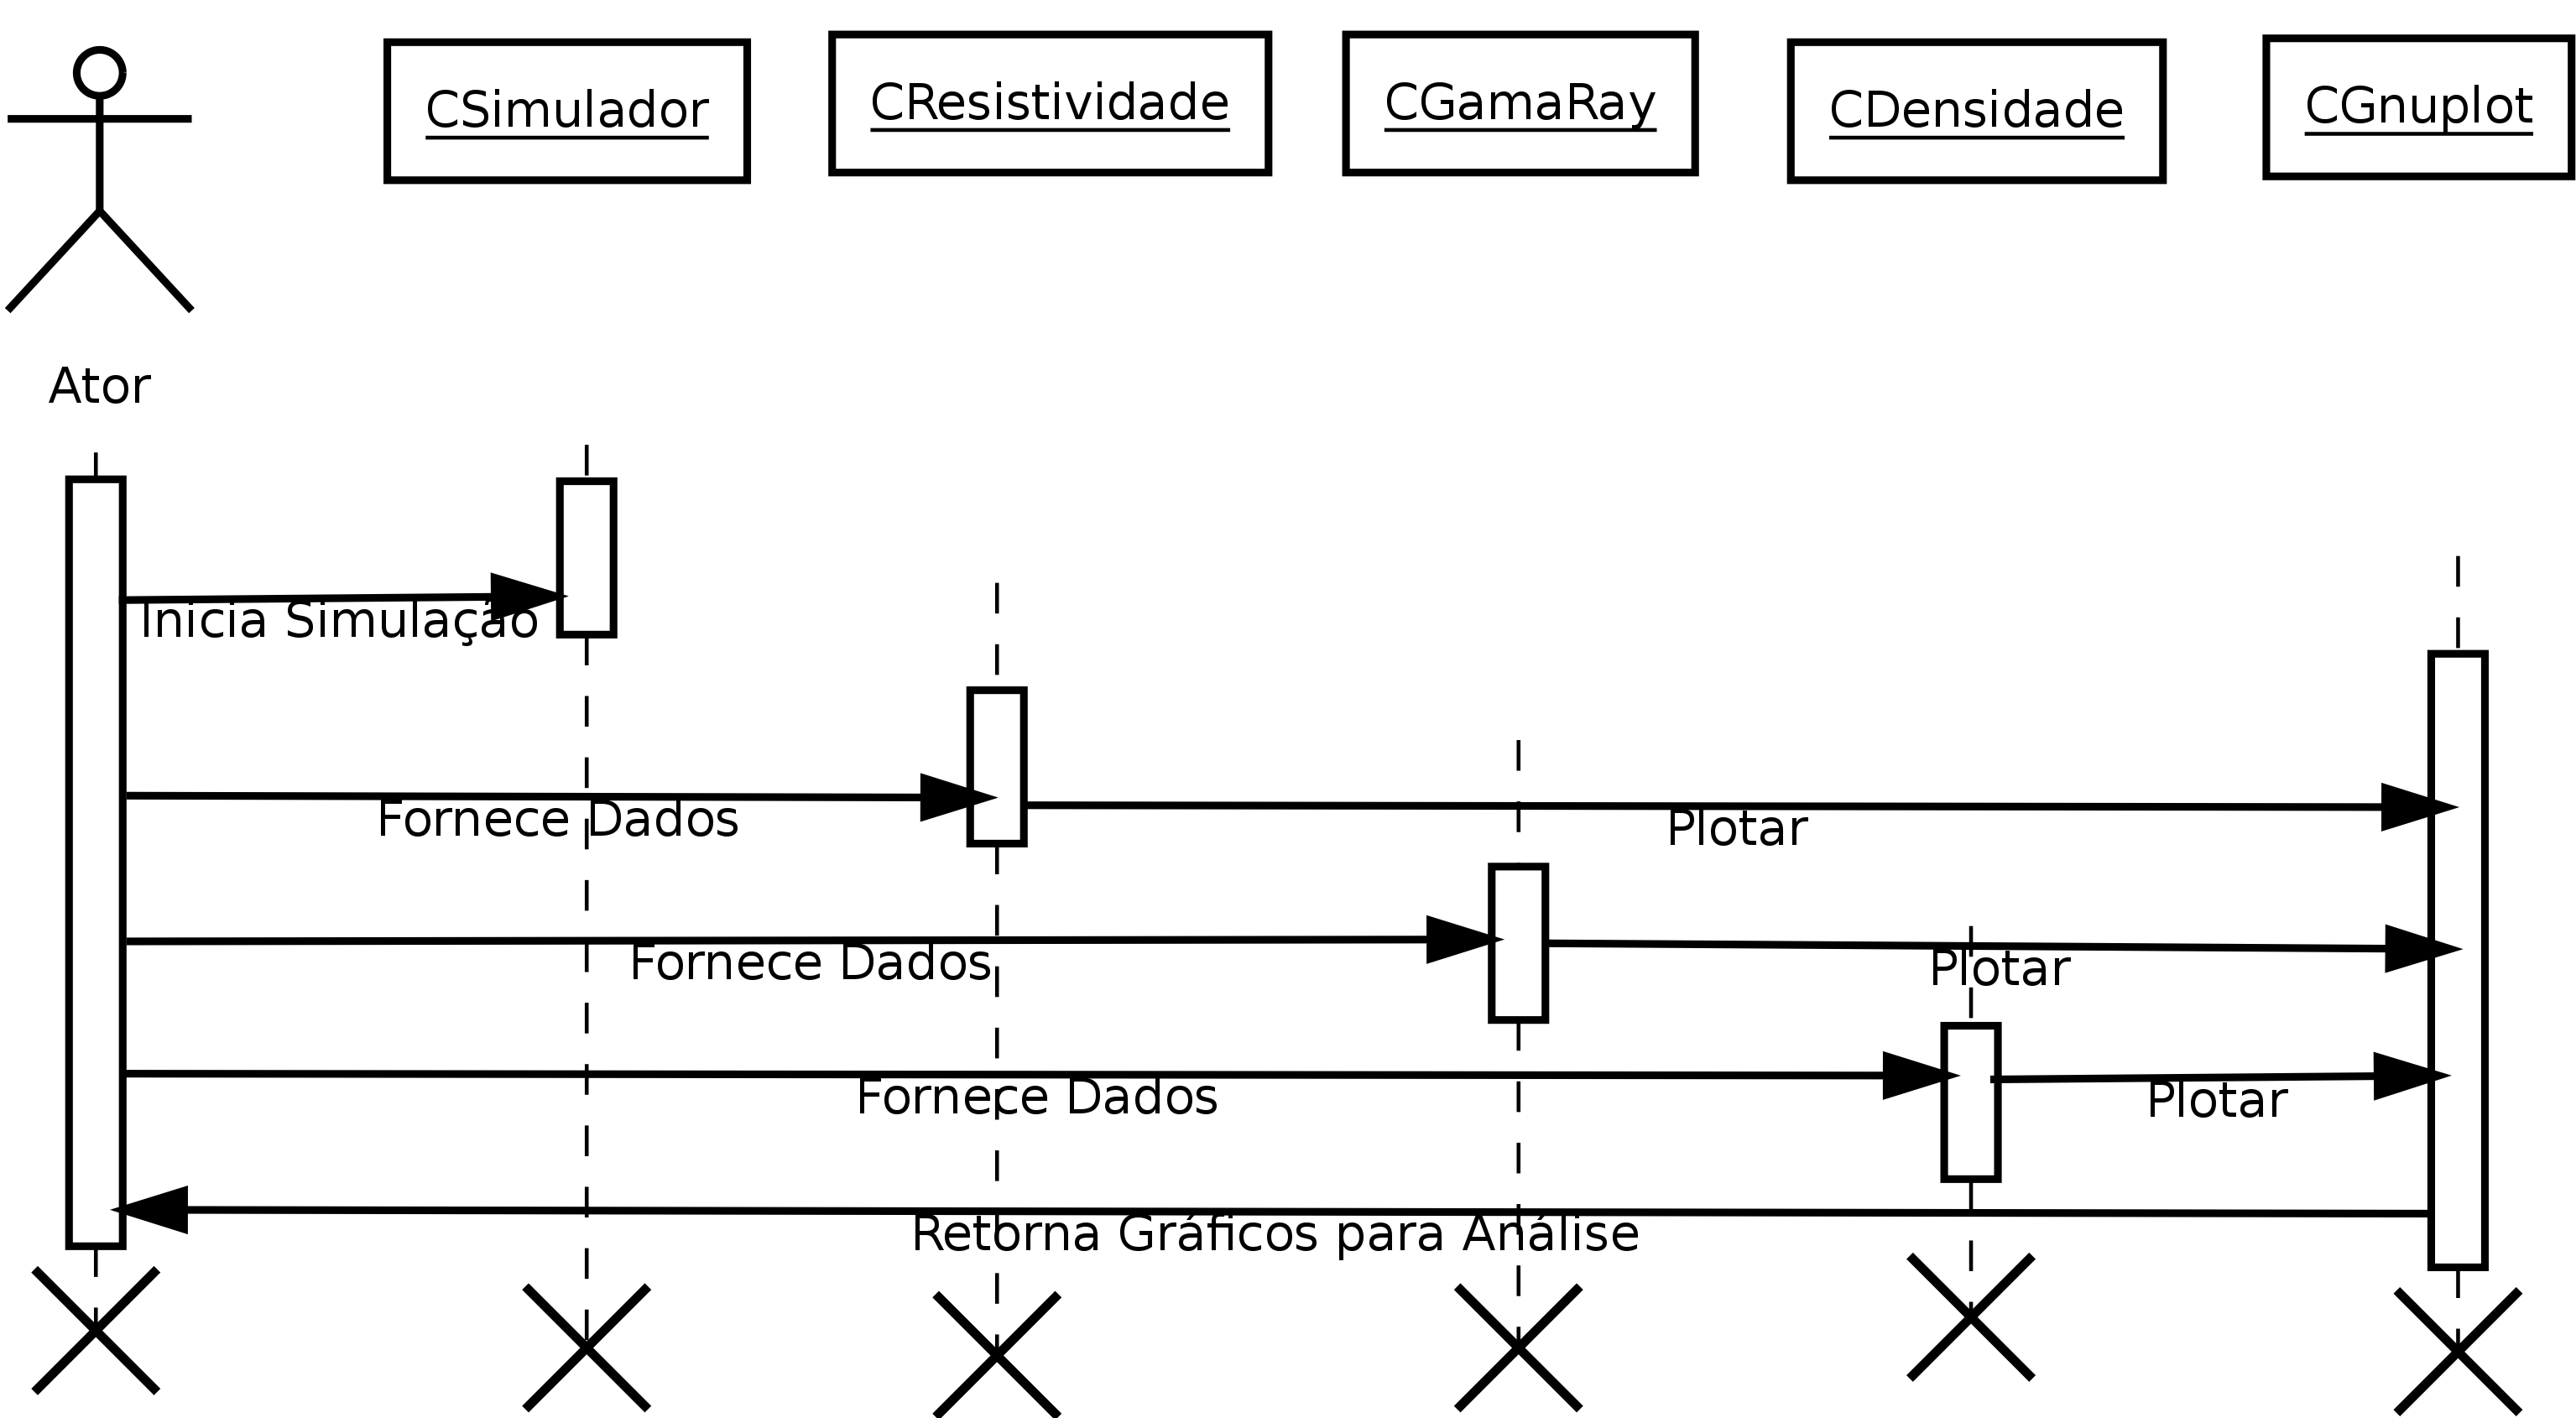 CSimulador
CResistividade
CGamaRay
CDensidade
CGnuplot
Ator
Inicia Simulação
Fornece Dados
Plotar
Fornece Dados
Plotar
Fornece Dados
Plotar
Retorna Gráficos para Análise